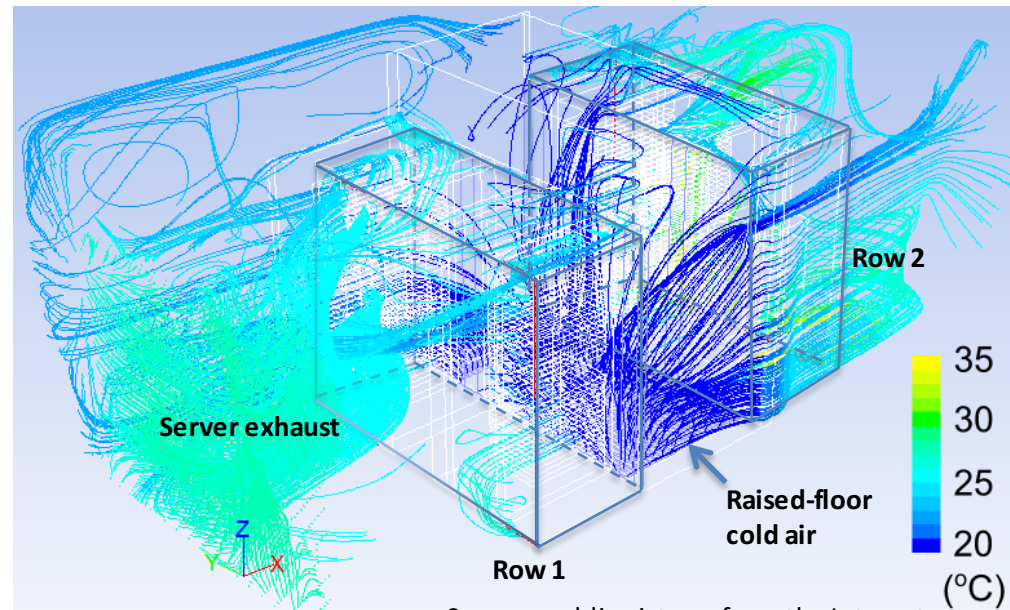 Row 2
35
Server exhaust
30
25
Raised-floor
cold air
20
Z
Y
X
Row 1
(°C)